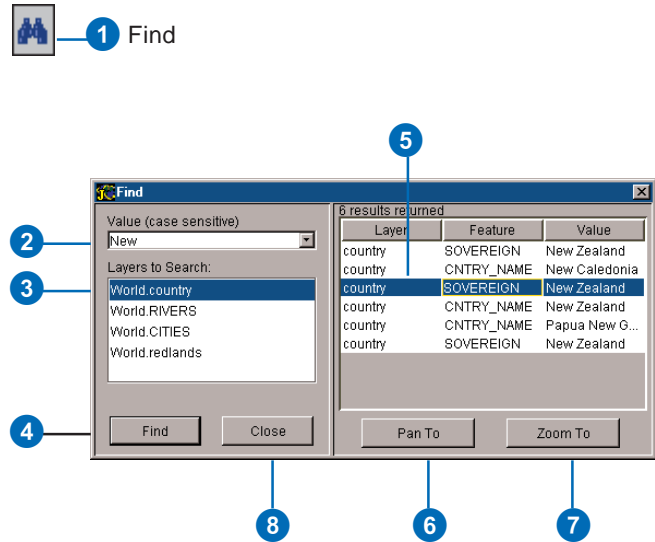 1 Find
5
Find
Value (case sensitive)
2
New
Layers to Search:
3
World.country
World.RIVERS
World.CITIES
World.redlands
4
Find
Close
6 results returned
Layer Feature Value
country SOVEREIGN New Zealand
country CNTRY_NAME New Caledonia
country SOVEREIGN New Zealand
country CNTRY_NAME New Zealand
country CNTRY_NAME Papua New G...
country SOVEREIGN New Zealand
Pan To
Zoom To
8
6
7